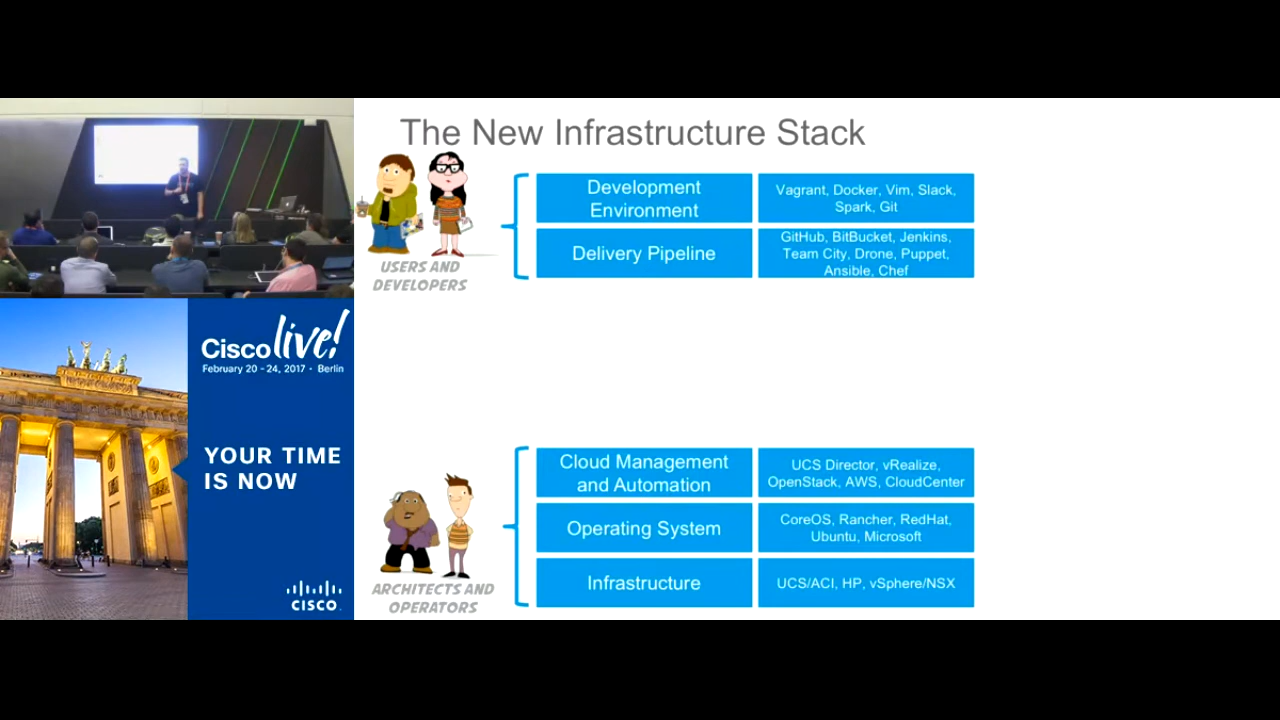 The New Infrastructure Stack
Development
Environment
Vagrant, Docker, Vim, Slack,
Spark, Git
Delivery Pipeline
GitHub, BitBucket, Jenkins,
Team City, Drone, Puppet,
Ansible, Chef
USERS AND
DEVELOPERS
Cisco live!
February 20 - 24, 2017 · Berlin
YOUR TIME
IS NOW
CISCO
Cloud Management
and Automation
UCS Director, vRealize,
OpenStack, AWS, CloudCenter
Operating System
CoreOS, Rancher, RedHat,
Ubuntu, Microsoft
Infrastructure
UCS/ACI, HP, vSphere/NSX
ARCHITECTS AND
OPERATORS